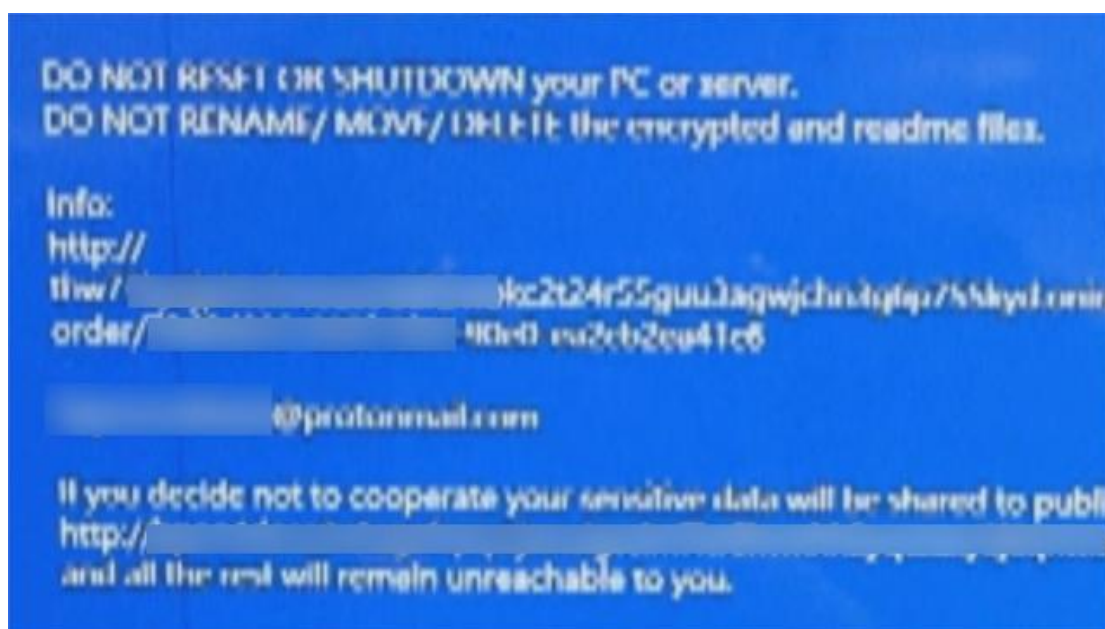 DO NOT RESET OR SHUTDOWN your PC or server.
DO NOT RENAME/ MOVE/ DELETE the encrypted and readme files.
Info:
http://
order/
@protonmail.com
If you decide not to cooperate your sensitive data will be shared to publi
http://
and all the rest will remain unreachable to you.